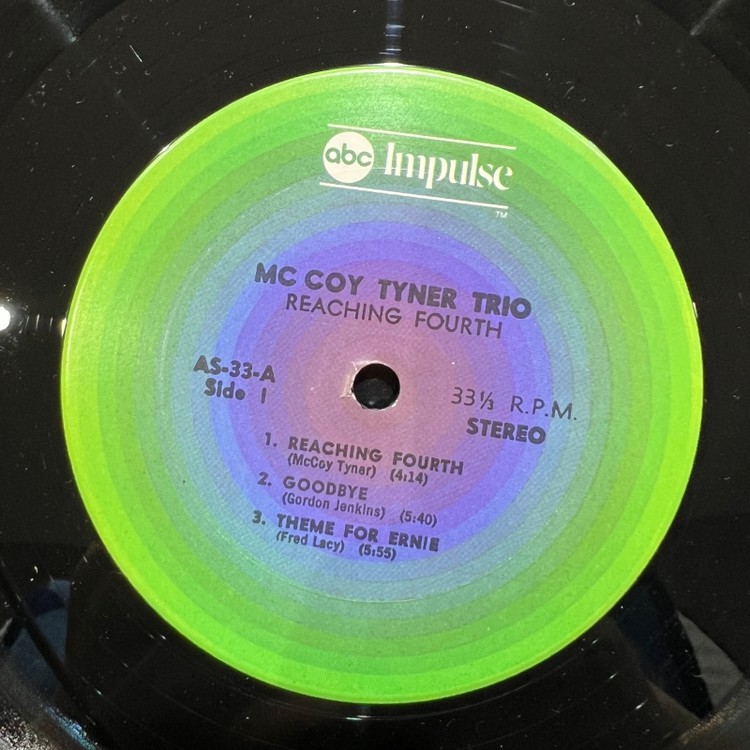 abc Impulse
™
MC COY TYNER TRIO
REACHING FOURTH
AS-33-A
Side 1
33⅓ R.P.M.
STEREO
1. REACHING FOURTH
(McCoy Tyner) (4:14)
2. GOODBYE
(Gordon Jenkins) (5:40)
3. THEME FOR ERNIE
(Fred Lacy) (5:55)